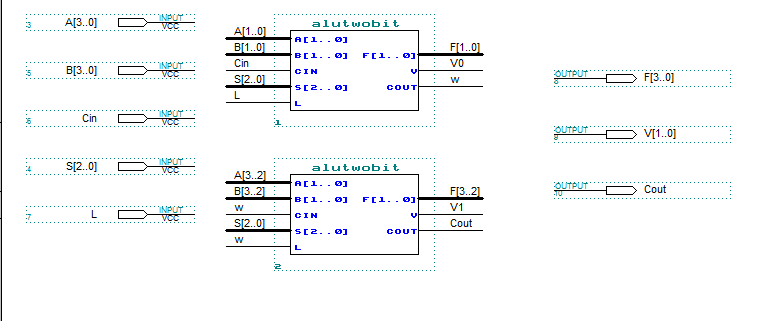 3 A[3..0] INPUT VCC
5 B[3..0] INPUT VCC
6 Cin INPUT VCC
4 S[2..0] INPUT VCC
7 L INPUT VCC
alutwobit
A[1..0] A[1..0]
B[1..0] B[1..0] F[1..0] F[1..0]
Cin CIN V V0
S[2..0] S[2..0] COUT w
L L
1
alutwobit
A[3..2] A[1..0]
B[3..2] B[1..0] F[1..0] F[3..2]
w CIN V V1
S[2..0] S[2..0] COUT Cout
w L
2
OUTPUT 8 F[3..0]
OUTPUT 9 V[1..0]
OUTPUT 10 Cout